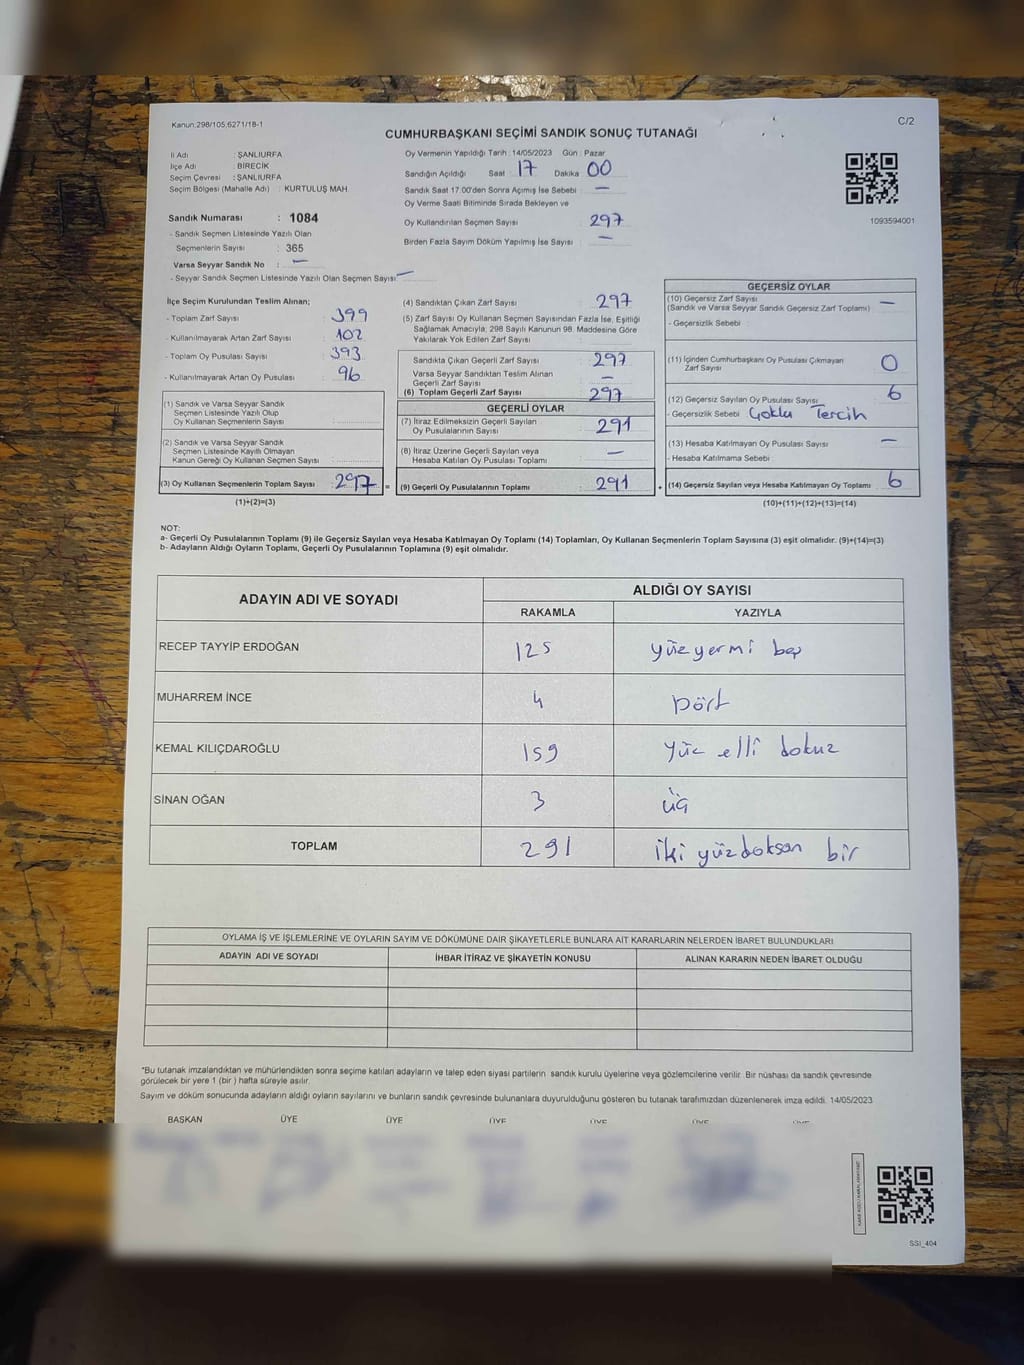 Kanun,298/105,6271/18-1
C/2
CUMHURBAŞKANI SEÇİMİ SANDIK SONUÇ TUTANAĞI
İl Adı : ŞANLIURFA
İlçe Adı : BİRECİK
Seçim Çevresi : ŞANLIURFA
Seçim Bölgesi (Mahalle Adı) : KURTULUŞ MAH.
Sandık Numarası : 1084
- Sandık Seçmen Listesinde Yazılı Olan
Seçmenlerin Sayısı : 365
Varsa Seyyar Sandık No : —
- Seyyar Sandık Seçmen Listesinde Yazılı Olan Seçmen Sayısı: —
Oy Vermenin Yapıldığı Tarih : 14/05/2023 Gün : Pazar
Sandığın Açıldığı Saat : 17 Dakika : 00
Sandık Saat 17.00'den Sonra Açımış İse Sebebi : —
Oy Verme Saati Bitiminde Sırada Bekleyen ve
Oy Kullandırılan Seçmen Sayısı : 297
Birden Fazla Sayım Döküm Yapılmış İse Sayısı : —
1093594001
İlçe Seçim Kurulundan Teslim Alınan;
- Toplam Zarf Sayısı : 399
- Kullanılmayarak Artan Zarf Sayısı : 102
- Toplam Oy Pusulası Sayısı : 393
- Kullanılmayarak Artan Oy Pusulası : 96
(1) Sandık ve Varsa Seyyar Sandık
Seçmen Listesinde Yazılı Olup
Oy Kullanan Seçmenlerin Sayısı :
(2) Sandık ve Varsa Seyyar Sandık
Seçmen Listesinde Kayıtlı Olmayan
Kanun Gereği Oy Kullanan Seçmen Sayısı :
(3) Oy Kullanan Seçmenlerin Toplam Sayısı : 297 =
(1)+(2)=(3)
(4) Sandıktan Çıkan Zarf Sayısı : 297
(5) Zarf Sayısı Oy Kullanan Seçmen Sayısından Fazla İse, Eşitliği
Sağlamak Amacıyla, 298 Sayılı Kanunun 98. Maddesine Göre
Yakılarak Yok Edilen Zarf Sayısı :
Sandıkta Çıkan Geçerli Zarf Sayısı : 297
Varsa Seyyar Sandıktan Teslim Alınan
Geçerli Zarf Sayısı : —
(6) Toplam Geçerli Zarf Sayısı : 297
GEÇERLİ OYLAR
(7) İtiraz Edilmeksizin Geçerli Sayılan
Oy Pusulalarının Sayısı : 291
(8) İtiraz Üzerine Geçerli Sayılan veya
Hesaba Katılan Oy Pusulası Toplamı : —
(9) Geçerli Oy Pusulalarının Toplamı : 291 +
GEÇERSİZ OYLAR
(10) Geçersiz Zarf Sayısı
(Sandık ve Varsa Seyyar Sandık Geçersiz Zarf Toplamı) : —
- Geçersizlik Sebebi :
(11) İçinden Cumhurbaşkanı Oy Pusulası Çıkmayan
Zarf Sayısı : 0
(12) Geçersiz Sayılan Oy Pusulası Sayısı : 6
- Geçersizlik Sebebi : Çoklu Tercih
(13) Hesaba Katılmayan Oy Pusulası Sayısı : —
- Hesaba Katılmama Sebebi :
(14) Geçersiz Sayılan veya Hesaba Katılmayan Oy Toplamı : 6
(10)+(11)+(12)+(13)=(14)
NOT:
a- Geçerli Oy Pusulalarının Toplamı (9) ile Geçersiz Sayılan veya Hesaba Katılmayan Oy Toplamı (14) Toplamları, Oy Kullanan Seçmenlerin Toplam Sayısına (3) eşit olmalıdır. (9)+(14)=(3)
b- Adayların Aldığı Oyların Toplamı, Geçerli Oy Pusulalarının Toplamına (9) eşit olmalıdır.
ADAYIN ADI VE SOYADI
ALDIĞI OY SAYISI
RAKAMLA YAZIYLA
RECEP TAYYİP ERDOĞAN 125 yüzyermi beş
MUHARREM İNCE 4 Dört
KEMAL KILIÇDAROĞLU 159 Yüz elli dokuz
SİNAN OĞAN 3 üç
TOPLAM 291 iki yüzdoksan bir
OYLAMA İŞ VE İŞLEMLERİNE VE OYLARIN SAYIM VE DÖKÜMÜNE DAİR ŞİKAYETLERLE BUNLARA AİT KARARLARIN NELERDEN İBARET BULUNDUKLARI
ADAYIN ADI VE SOYADI İHBAR İTİRAZ VE ŞİKAYETİN KONUSU ALINAN KARARIN NEDEN İBARET OLDUĞU
"Bu tutanak imzalandıktan ve mühürlendikten sonra seçime katılan adayların ve talep eden siyasi partilerin sandık kurulu üyelerine veya gözlemcilerine verilir. Bir nüshası da sandık çevresinde
görülecek bir yere 1 (bir ) hafta süreyle asılır.
Sayım ve döküm sonucunda adayların aldığı oyların sayılarını ve bunların sandık çevresinde bulunanlara duyurulduğunu gösteren bu tutanak tarafımızdan düzenlenerek imza edildi. 14/05/2023
BAŞKAN ÜYE ÜYE ÜYE ÜYE ÜYE ÜYE
SSI_404